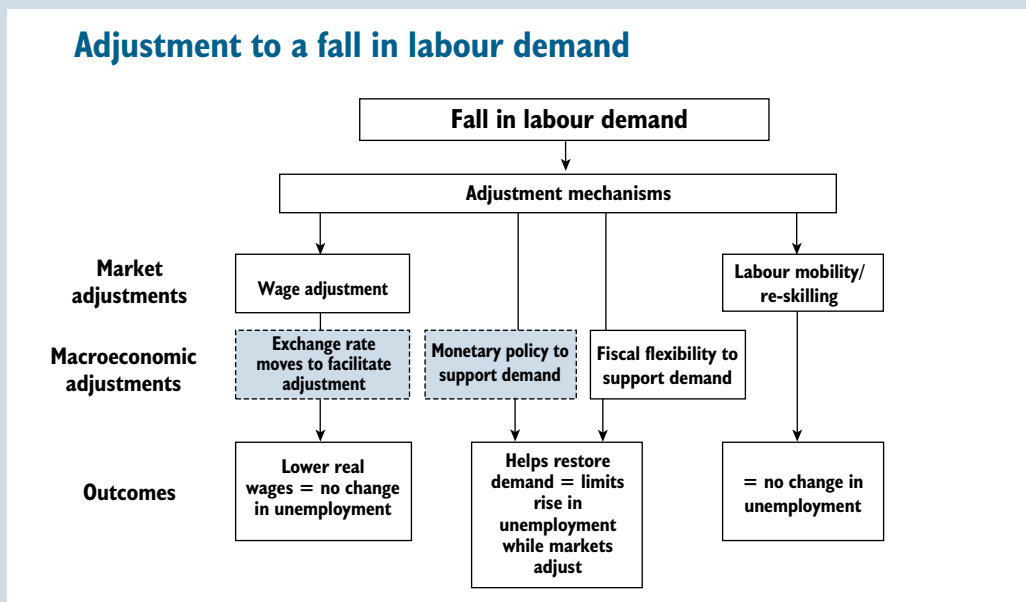 Adjustment to a fall in labour demand
Fall in labour demand
Adjustment mechanisms
Market
adjustments
Wage adjustment
Labour mobility/
re-skilling
Macroeconomic
adjustments
Exchange rate
moves to facilitate
adjustment
Monetary policy to
support demand
Fiscal flexibility to
support demand
Outcomes
Lower real
wages = no change
in unemployment
Helps restore
demand = limits
rise in
unemployment
while markets
adjust
= no change in
unemployment